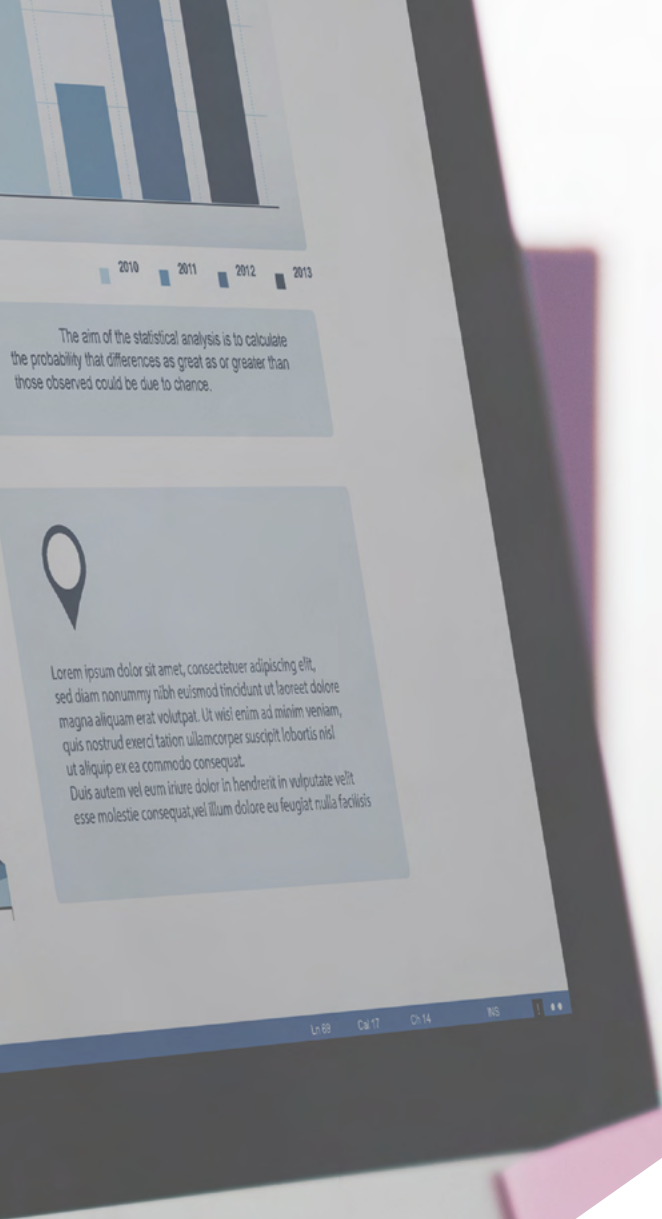 2010 2011 2012 2013
The aim of the statistical analysis is to calculate
the probability that differences as great as or greater than
those observed could be due to chance.
Lorem ipsum dolor sit amet, consectetuer adipiscing elit,
sed diam nonummy nibh euismod tincidunt ut laoreet dolore
magna aliquam erat volutpat. Ut wisi enim ad minim veniam,
quis nostrud exerci tation ullamcorper suscipit lobortis nisl
ut aliquip ex ea commodo consequat.
Duis autem vel eum iriure dolor in hendrerit in vulputate velit
esse molestie consequat,vel illum dolore eu feugiat nulla facilisis
Ln 69 Col 17 Ch 14 INS